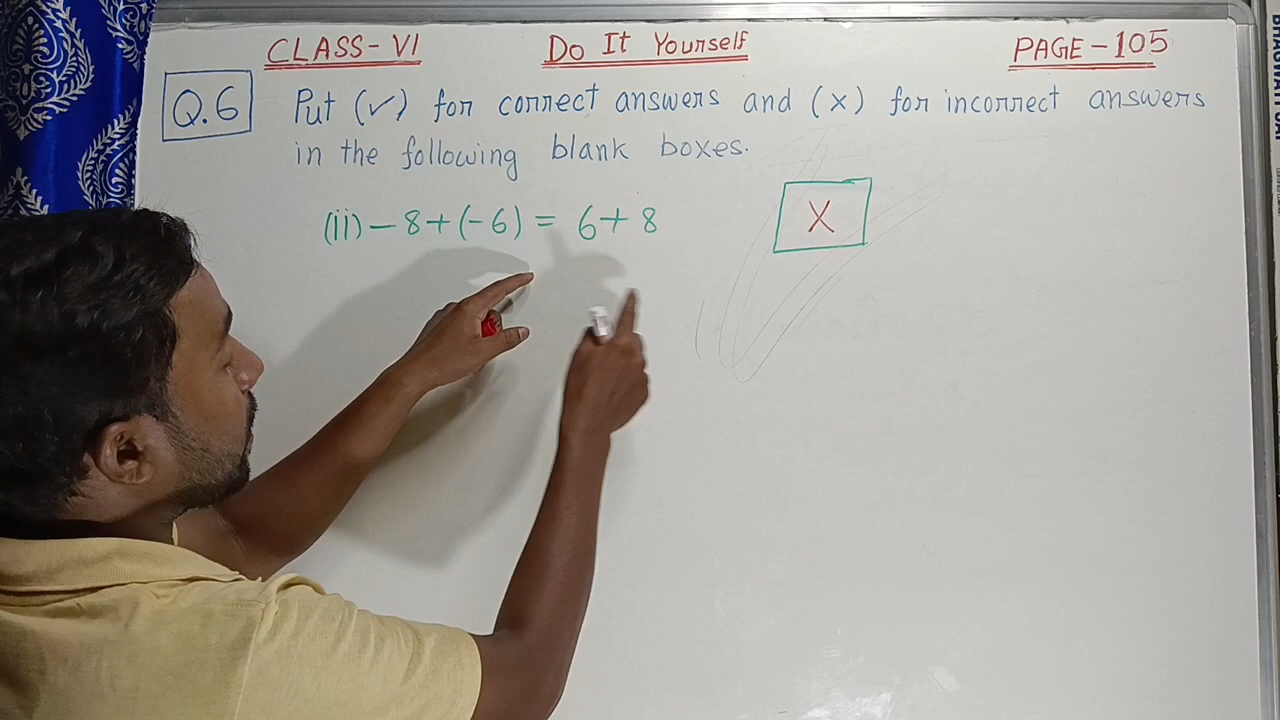 CLASS-VI Do It Yourself PAGE-105
Q.6 Put (✓) for correct answers and (x) for incorrect answers
in the following blank boxes.
(ii) -8+(-6) = 6+8 X